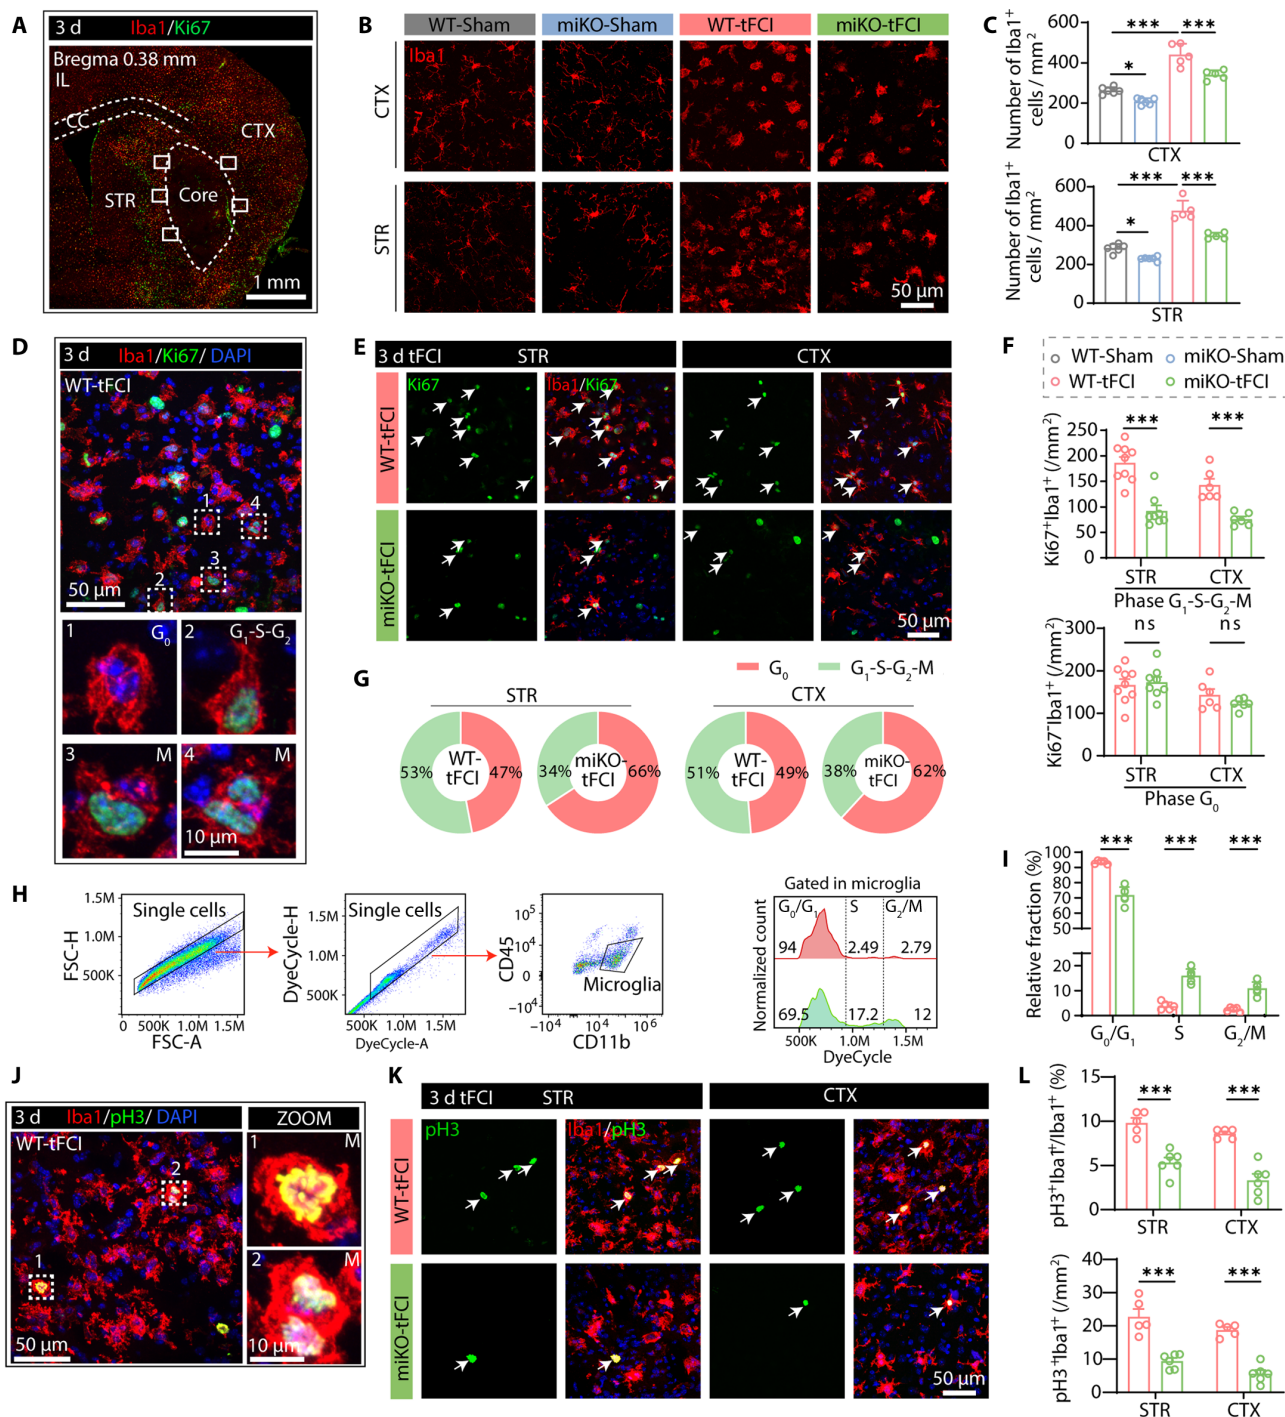 A
3 d
Iba1/Ki67
Bregma 0.38 mm
IL
CC
CTX
STR
Core
1 mm
B
WT-Sham
miKO-Sham
WT-tFCI
miKO-tFCI
Iba1
CTX
STR
50 µm
C
Number of Iba1⁺ cells / mm²
600
400
200
0
***
***
*
CTX
Number of Iba1⁺ cells / mm²
600
400
200
0
***
***
*
STR
D
3 d
Iba1/Ki67/ DAPI
WT-tFCI
1
4
3
2
50 µm
1
G₀
2
G₁-S-G₂
3
M
4
M
10 µm
E
3 d tFCI
STR
CTX
Ki67
Iba1/Ki67
WT-tFCI
miKO-tFCI
50 µm
F
WT-Sham
miKO-Sham
WT-tFCI
miKO-tFCI
Ki67⁺Iba1⁺ (/mm²)
250
200
150
100
50
0
***
***
STR
CTX
Phase G₁-S-G₂-M
Ki67⁻Iba1⁺ (/mm²)
300
200
100
0
ns
ns
STR
CTX
Phase G₀
G
G₀
G₁-S-G₂-M
STR
CTX
53%
WT-tFCI
47%
34%
miKO-tFCI
66%
51%
WT-tFCI
49%
38%
miKO-tFCI
62%
H
FSC-H
1.5M
1.0M
500K
Single cells
0
500K
1.0M
1.5M
FSC-A
DyeCycle-H
1.5M
1.0M
500K
Single cells
500K
1.0M
1.5M
DyeCycle-A
CD45
10⁵
10⁴
0
−10⁴
Microglia
−10⁴
10⁴
10⁶
CD11b
Gated in microglia
Normalized count
G₀/G₁
S
G₂/M
94
2.49
2.79
69.5
17.2
12
500K
1.0M
1.5M
DyeCycle
I
Relative fraction (%)
100
90
80
70
60
50
40
30
20
10
0
***
***
***
G₀/G₁
S
G₂/M
J
3 d
Iba1/pH3/ DAPI
ZOOM
WT-tFCI
2
1
50 µm
1
M
2
M
10 µm
K
3 d tFCI
STR
CTX
pH3
Iba1/pH3
WT-tFCI
miKO-tFCI
50 µm
L
pH3⁺Iba1⁺/Iba1⁺ (%)
15
10
5
0
***
***
STR
CTX
pH3⁺Iba1⁺ (/mm²)
40
30
20
10
0
***
***
STR
CTX